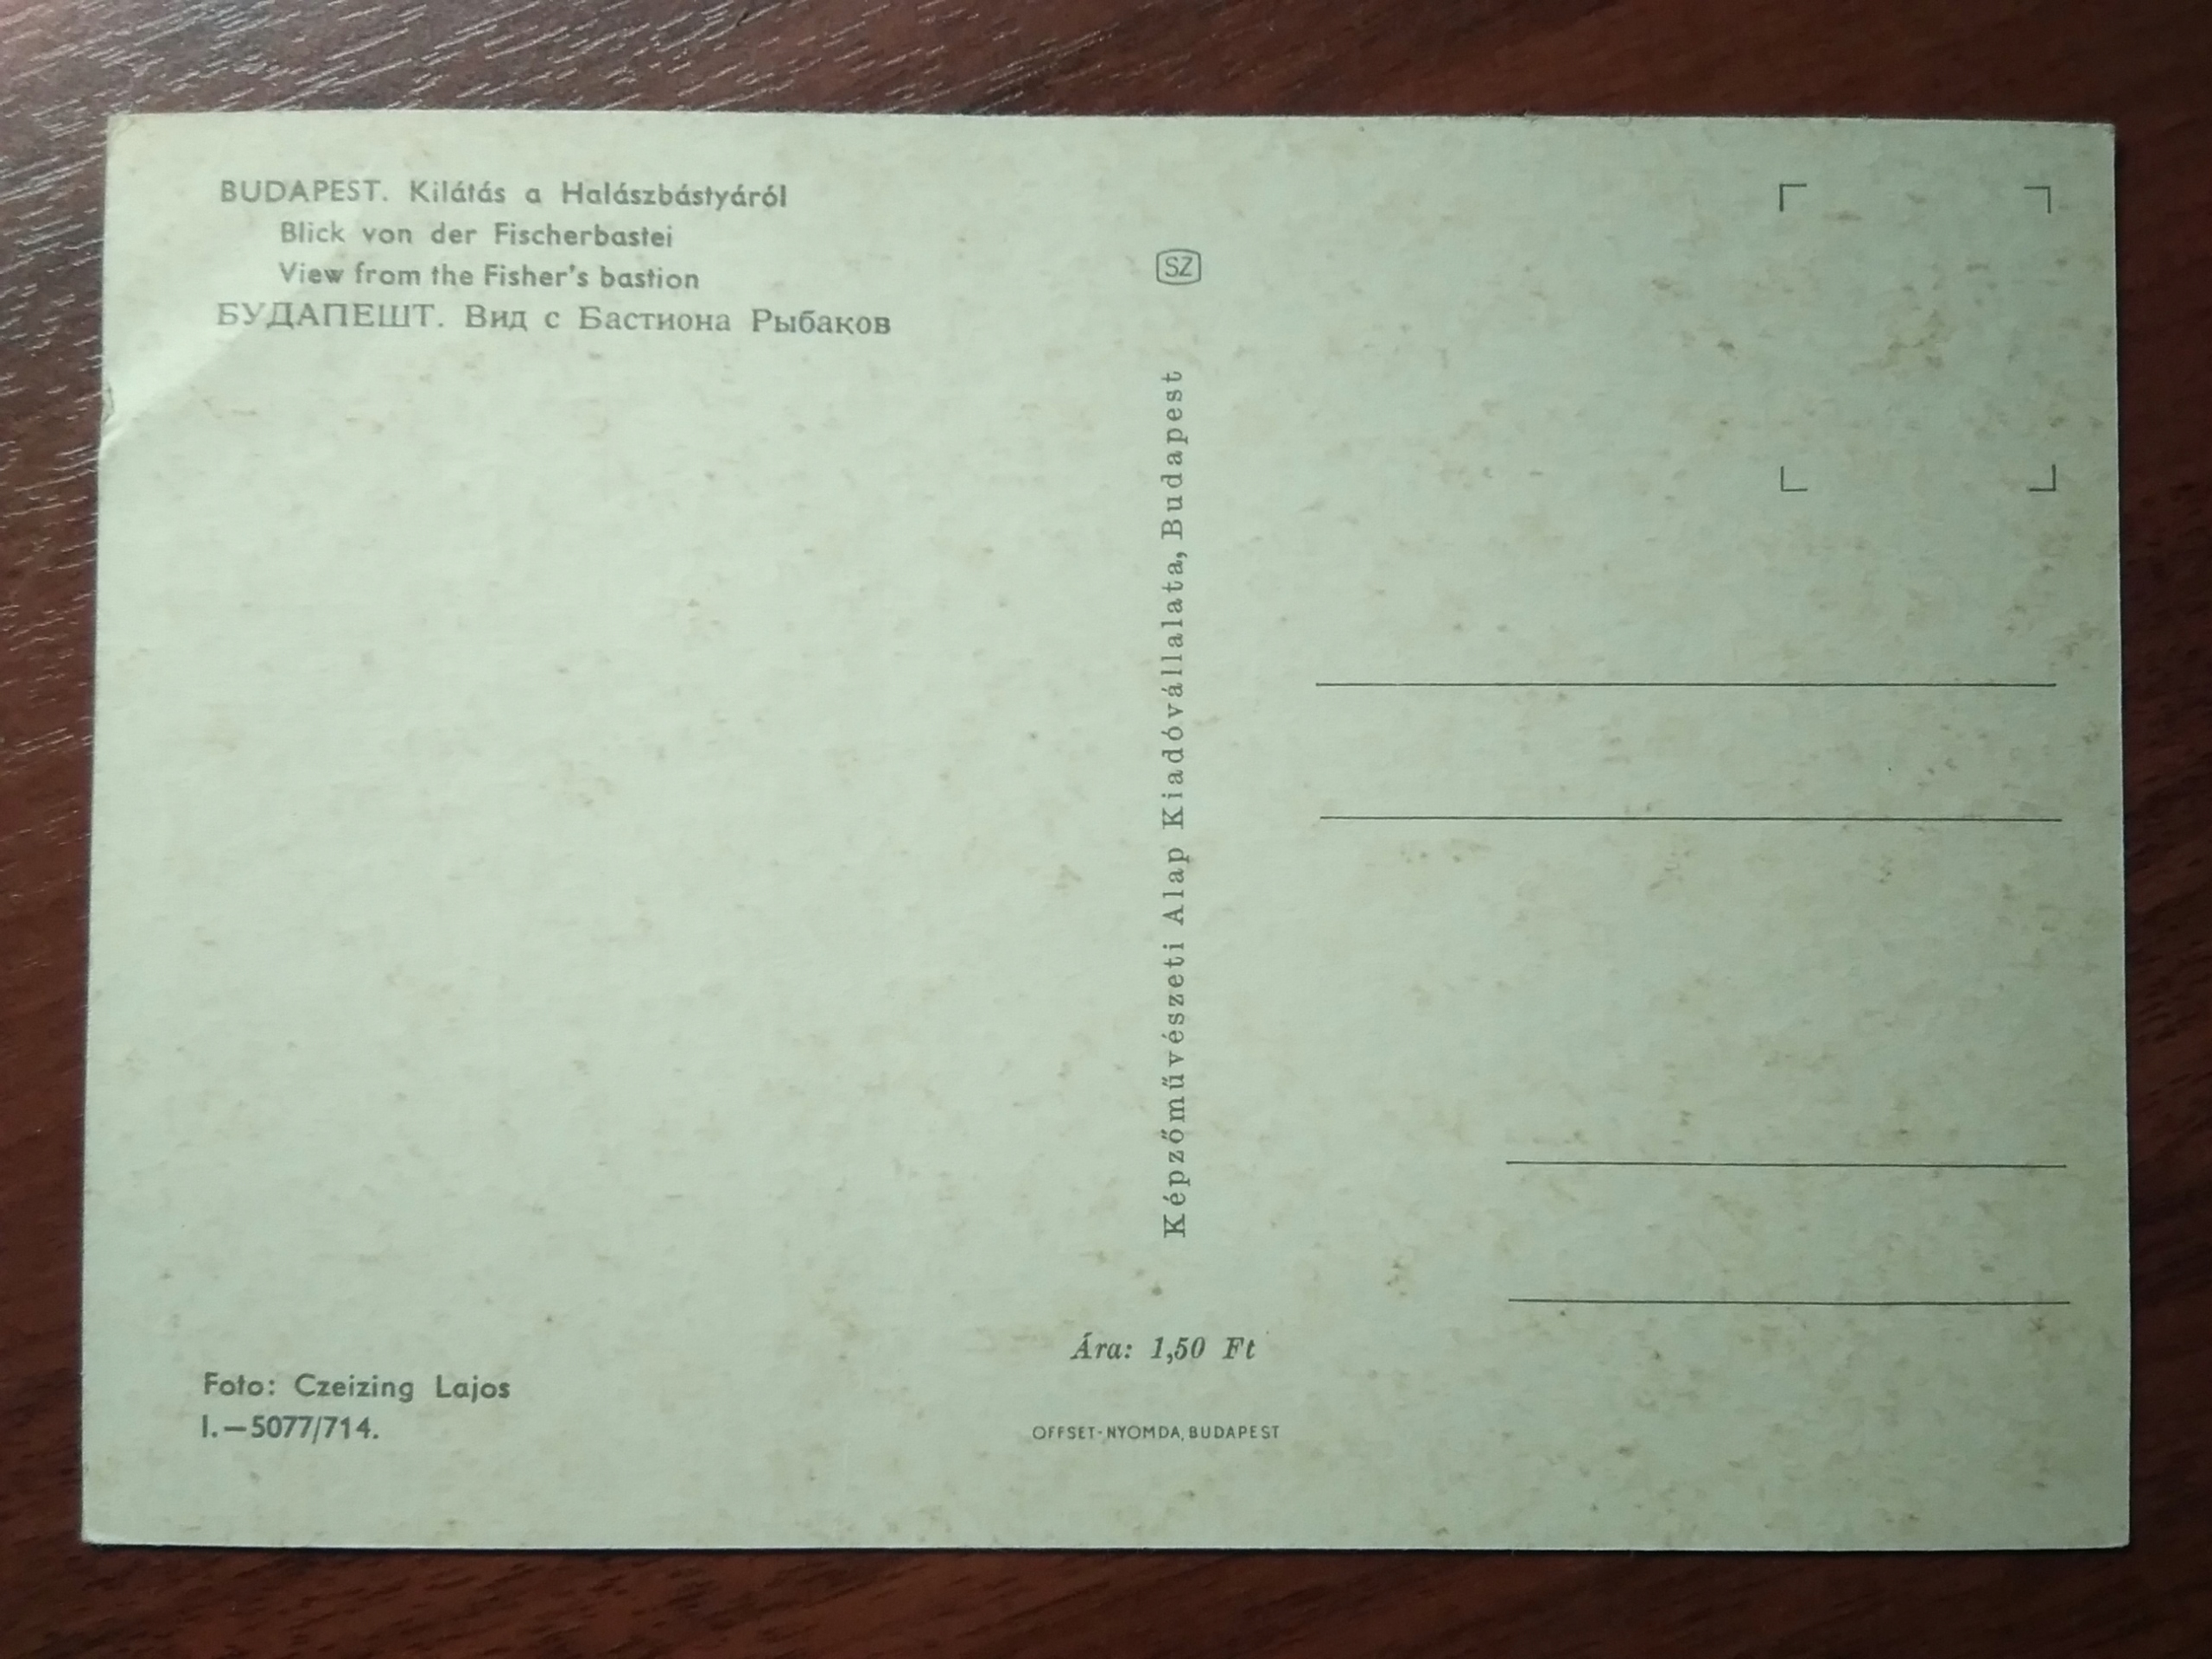 BUDAPEST. Kilátás a Halászbástyáról
Blick von der Fischerbastei
View from the Fisher's bastion
БУДАПЕШТ. Вид с Бастиона Рыбаков
Foto: Czeizing Lajos
I.—5077/714.
SZ
Képzőművészeti Alap Kiadóvállalata, Budapest
Ára: 1,50 Ft
OFFSET-NYOMDA, BUDAPEST